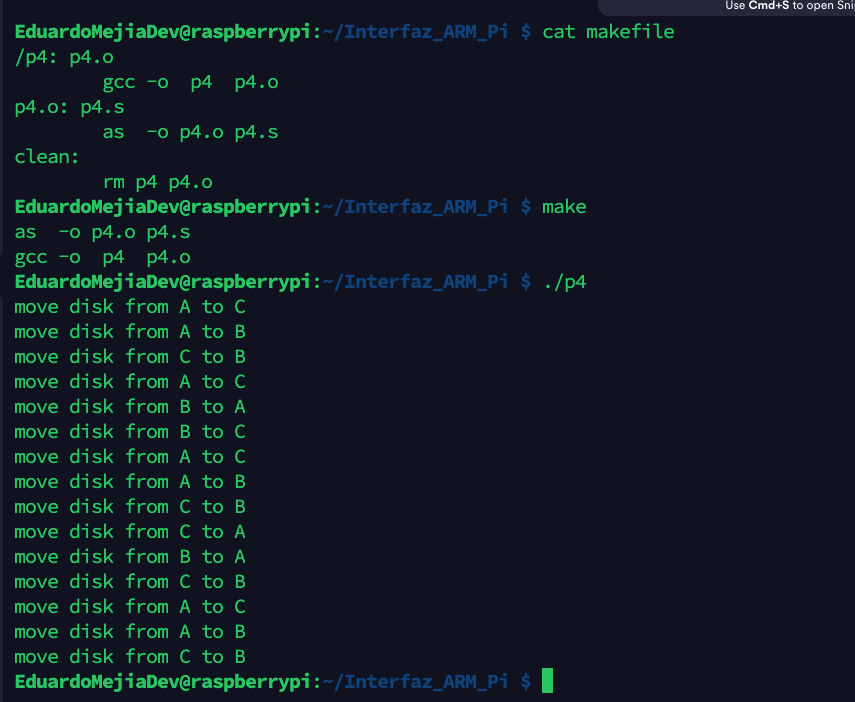 Use Cmd+S to open Sni
EduardoMejiaDev@raspberrypi:~/Interfaz_ARM_Pi $ cat makefile
/p4: p4.o
        gcc -o  p4  p4.o
p4.o: p4.s
        as  -o p4.o p4.s
clean:
        rm p4 p4.o
EduardoMejiaDev@raspberrypi:~/Interfaz_ARM_Pi $ make
as  -o p4.o p4.s
gcc -o  p4  p4.o
EduardoMejiaDev@raspberrypi:~/Interfaz_ARM_Pi $ ./p4
move disk from A to C
move disk from A to B
move disk from C to B
move disk from A to C
move disk from B to A
move disk from B to C
move disk from A to C
move disk from A to B
move disk from C to B
move disk from C to A
move disk from B to A
move disk from C to B
move disk from A to C
move disk from A to B
move disk from C to B
EduardoMejiaDev@raspberrypi:~/Interfaz_ARM_Pi $